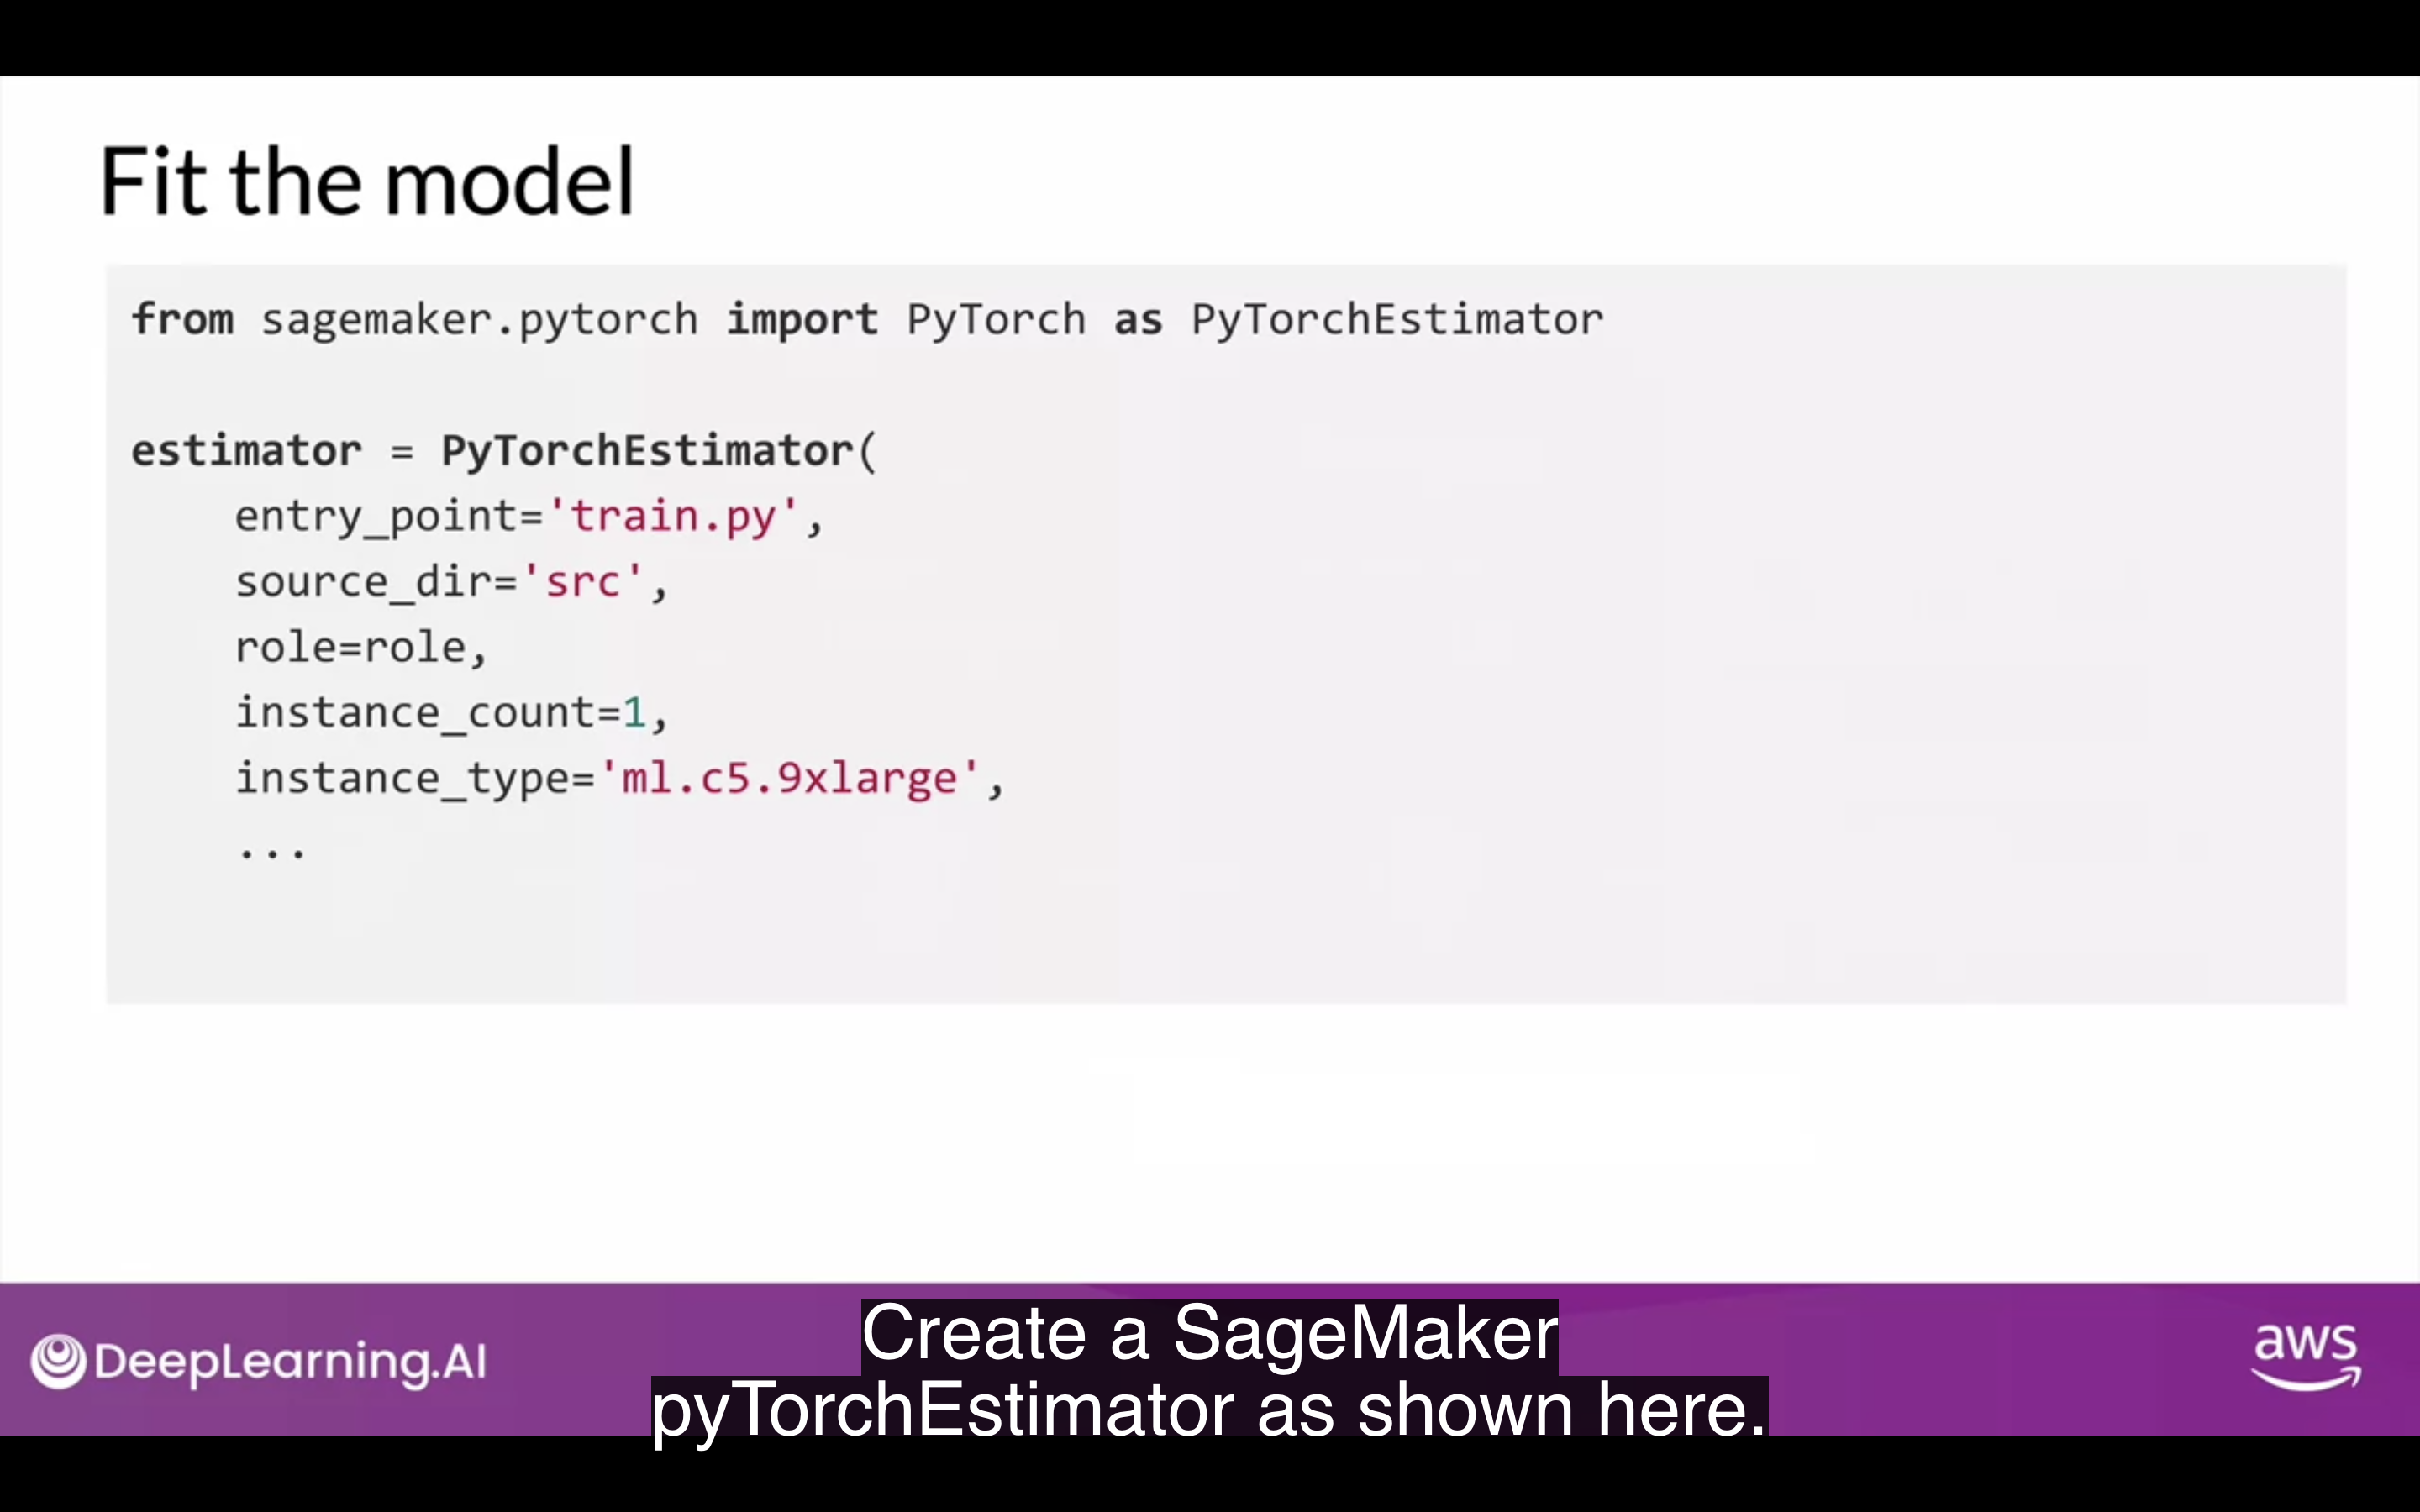 Fit the model
from sagemaker.pytorch import PyTorch as PyTorchEstimator
estimator = PyTorchEstimator(
    entry_point='train.py',
    source_dir='src',
    role=role,
    instance_count=1,
    instance_type='ml.c5.9xlarge',
    ...
DeepLearning.AI
Create a SageMaker
pyTorchEstimator as shown here.
aws